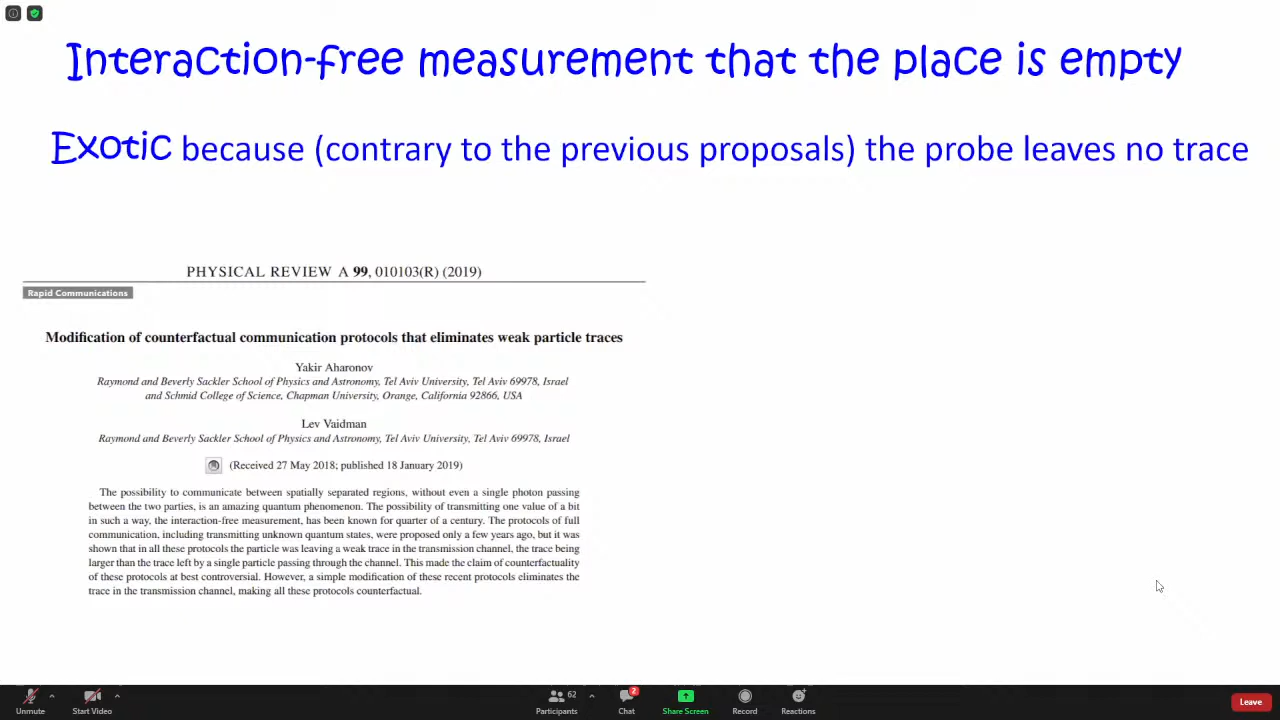 Interaction-free measurement that the place is empty
Exotic because (contrary to the previous proposals) the probe leaves no trace
PHYSICAL REVIEW A 99, 010103(R) (2019)
Rapid Communications
Modification of counterfactual communication protocols that eliminates weak particle traces
Yakir Aharonov
Raymond and Beverly Sackler School of Physics and Astronomy, Tel Aviv University, Tel Aviv 69978, Israel
and Schmid College of Science, Chapman University, Orange, California 92866, USA
Lev Vaidman
Raymond and Beverly Sackler School of Physics and Astronomy, Tel Aviv University, Tel Aviv 69978, Israel
(Received 27 May 2018; published 18 January 2019)
The possibility to communicate between spatially separated regions, without even a single photon passing
between the two parties, is an amazing quantum phenomenon. The possibility of transmitting one value of a bit
in such a way, the interaction-free measurement, has been known for quarter of a century. The protocols of full
communication, including transmitting unknown quantum states, were proposed only a few years ago, but it was
shown that in all these protocols the particle was leaving a weak trace in the transmission channel, the trace being
larger than the trace left by a single particle passing through the channel. This made the claim of counterfactuality
of these protocols at best controversial. However, a simple modification of these recent protocols eliminates the
trace in the transmission channel, making all these protocols counterfactual.
Unmute
Start Video
62
Participants
2
Chat
Share Screen
Record
Reactions
Leave